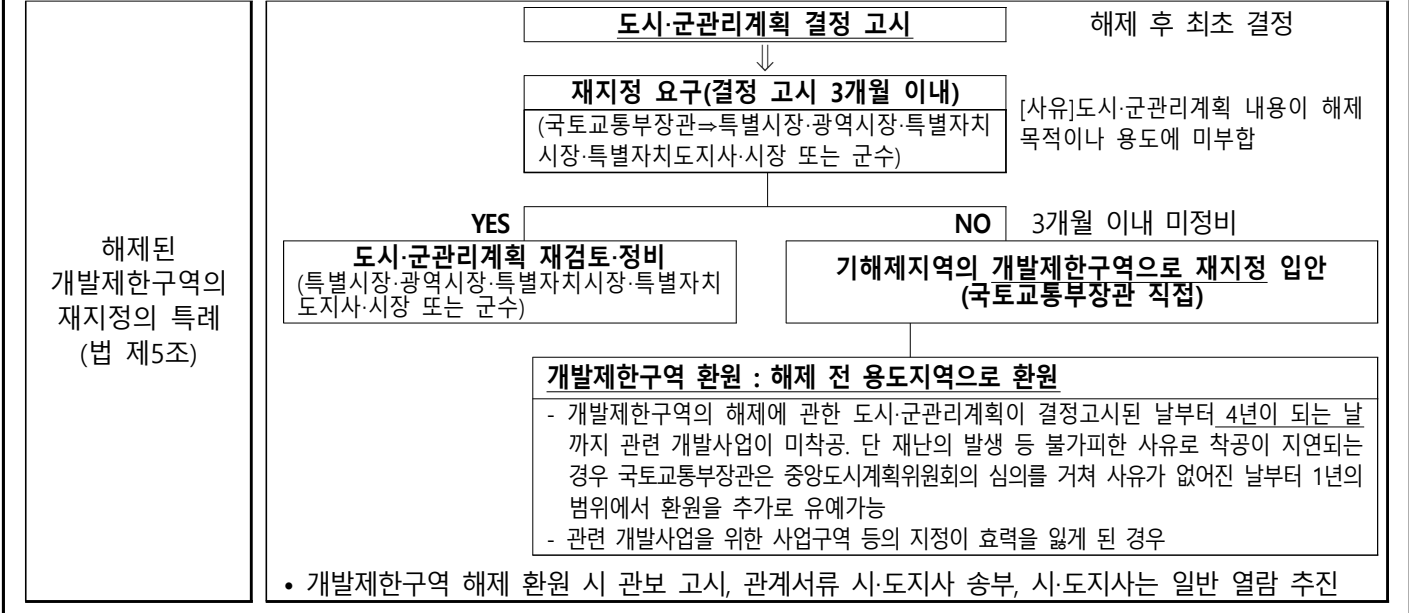 도시·군관리계획 결정 고시
해제 후 최초 결정
⇓
재지정 요구(결정 고시 3개월 이내)
(국토교통부장관⇒특별시장·광역시장·특별자치
시장·특별자치도지사·시장 또는 군수)
[사유]도시·군관리계획 내용이 해제
목적이나 용도에 미부합
YES
NO
3개월 이내 미정비
해제된
개발제한구역의
재지정의 특례
(법 제5조)
도시·군관리계획 재검토·정비
(특별시장·광역시장·특별자치시장·특별자치
도지사·시장 또는 군수)
기해제지역의 개발제한구역으로 재지정 입안
(국토교통부장관 직접)
개발제한구역 환원 : 해제 전 용도지역으로 환원
- 개발제한구역의 해제에 관한 도시·군관리계획이 결정고시된 날부터 4년이 되는 날
까지 관련 개발사업이 미착공. 단 재난의 발생 등 불가피한 사유로 착공이 지연되는
경우 국토교통부장관은 중앙도시계획위원회의 심의를 거쳐 사유가 없어진 날부터 1년의
범위에서 환원을 추가로 유예가능
- 관련 개발사업을 위한 사업구역 등의 지정이 효력을 잃게 된 경우
• 개발제한구역 해제 환원 시 관보 고시, 관계서류 시·도지사 송부, 시·도지사는 일반 열람 추진